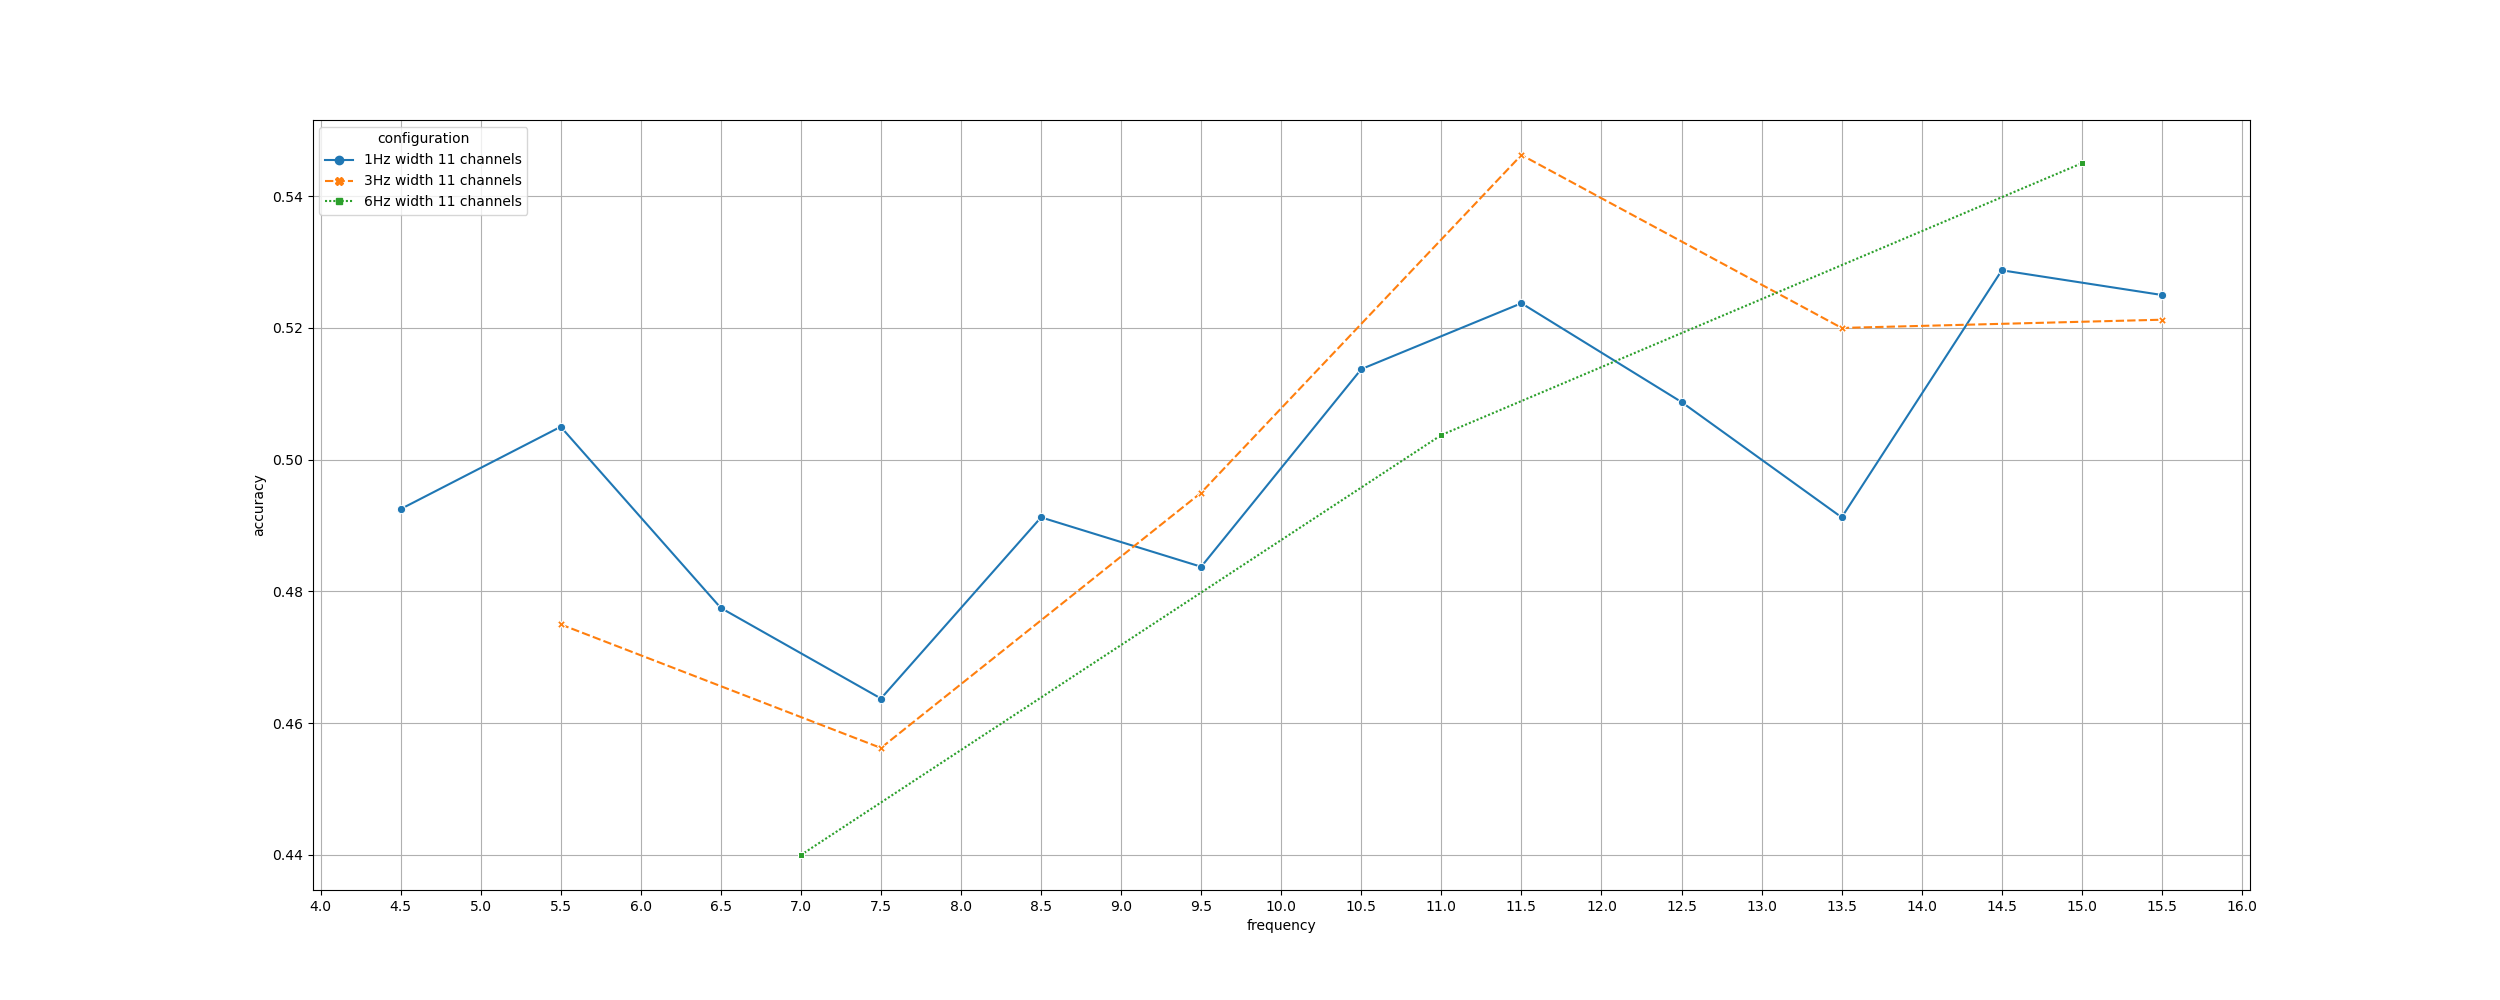 configuration
1Hz width 11 channels
3Hz width 11 channels
6Hz width 11 channels
0.54
0.52
0.50
0.48
0.46
0.44
accuracy
4.0 4.5 5.0 5.5 6.0 6.5 7.0 7.5 8.0 8.5 9.0 9.5 10.0 10.5 11.0 11.5 12.0 12.5 13.0 13.5 14.0 14.5 15.0 15.5 16.0
frequency